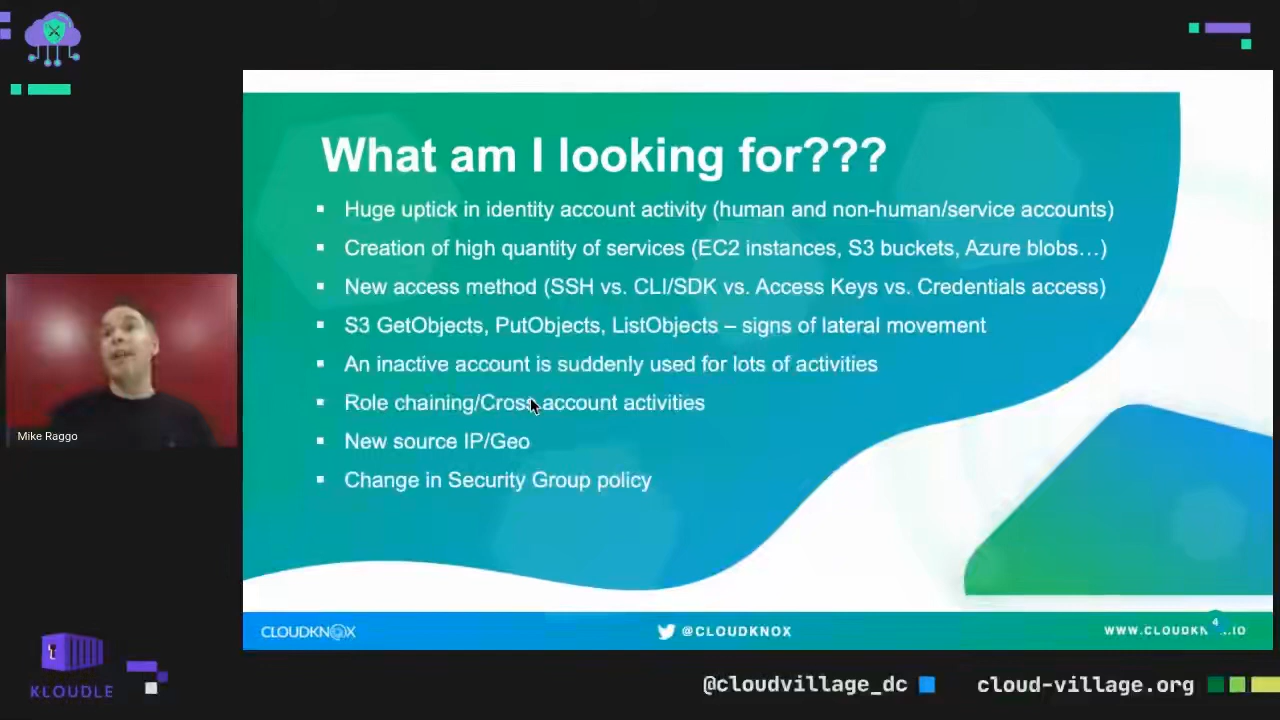 What am I looking for???
▪ Huge uptick in identity account activity (human and non-human/service accounts)
▪ Creation of high quantity of services (EC2 instances, S3 buckets, Azure blobs…)
▪ New access method (SSH vs. CLI/SDK vs. Access Keys vs. Credentials access)
▪ S3 GetObjects, PutObjects, ListObjects – signs of lateral movement
▪ An inactive account is suddenly used for lots of activities
▪ Role chaining/Cross account activities
▪ New source IP/Geo
▪ Change in Security Group policy
Mike Raggo
CLOUDKNOX
@CLOUDKNOX
4
KLOUDLE
@cloudvillage_dc
cloud-village.org